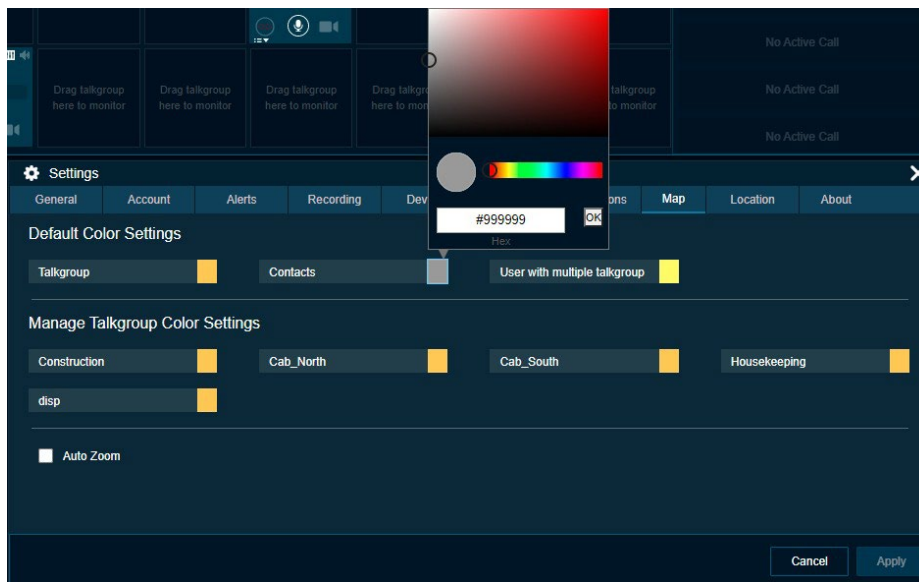 No Active Call
Drag talkgroup
here to monitor
Drag talkgroup
here to monitor
Drag talkgroup
here to monitor
Drag
here to
talkgroup
to monitor
No Active Call
No Active Call
Settings
General Account Alerts Recording Map Location About
#999999 OK
Hex
Default Color Settings
Talkgroup Contacts User with multiple talkgroup
Manage Talkgroup Color Settings
Construction Cab_North Cab_South Housekeeping
disp
Auto Zoom
Cancel Apply